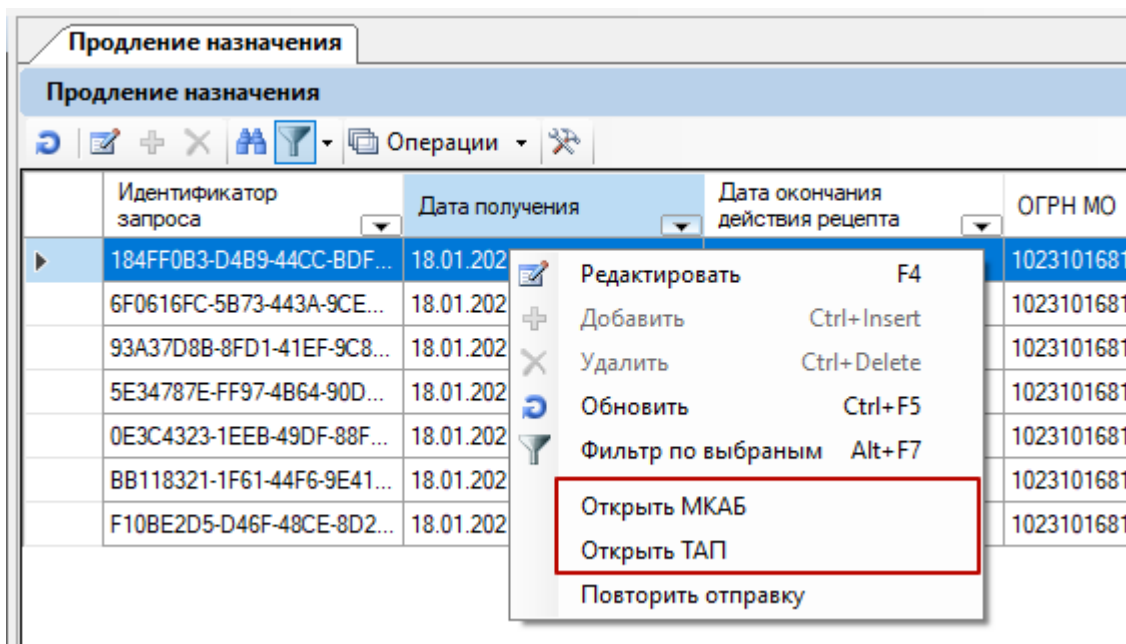 Продление назначения
Продление назначения
Операции
Идентификатор запроса
Дата получения
Дата окончания действия рецепта
ОГРН МО
184FF0B3-D4B9-44CC-BDF... 18.01.202 1023101681
6F0616FC-5B73-443A-9CE... 18.01.202 1023101681
93A37D8B-8FD1-41EF-9C8... 18.01.202 1023101681
5E34787E-FF97-4B64-90D... 18.01.202 1023101681
0E3C4323-1EEB-49DF-88F... 18.01.202 1023101681
BB118321-1F61-44F6-9E41... 18.01.202 1023101681
F10BE2D5-D46F-48CE-8D2... 18.01.202 1023101681
Редактировать F4
Добавить Ctrl+Insert
Удалить Ctrl+Delete
Обновить Ctrl+F5
Фильтр по выбраным Alt+F7
Открыть МКАБ
Открыть ТАП
Повторить отправку